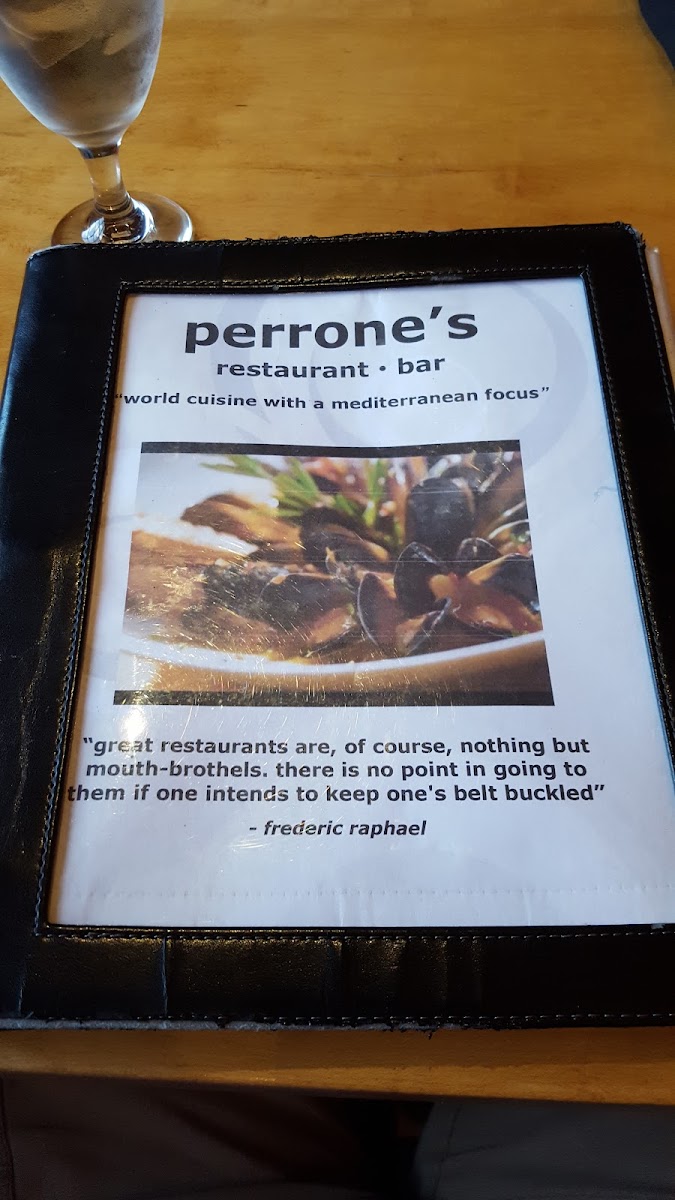 perrone's
restaurant • bar
"world cuisine with a mediterranean focus"
"great restaurants are, of course, nothing but
mouth-brothels. there is no point in going to
them if one intends to keep one's belt buckled"
- frederic raphael